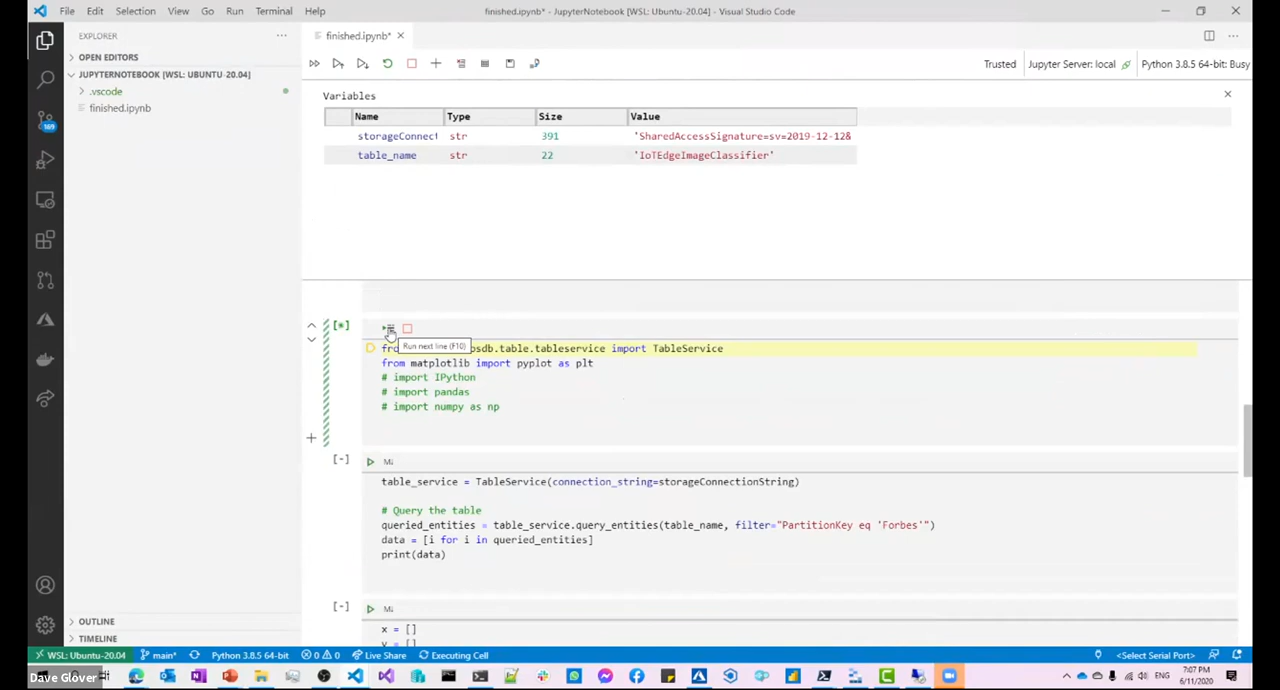 File Edit Selection View Go Run Terminal Help
finished.ipynb* - JupyterNotebook [WSL: Ubuntu-20.04] - Visual Studio Code
EXPLORER
OPEN EDITORS
JUPYTERNOTEBOOK [WSL: UBUNTU-20.04]
.vscode
finished.ipynb
189
finished.ipynb*
Trusted Jupyter Server: local Python 3.8.5 64-bit: Busy
Variables
Name Type Size Value
storageConnect str 391 'SharedAccessSignature=sv=2019-12-12&
table_name str 22 'IoTEdgeImageClassifier'
[*]
Run next line (F10)
osdb.table.tableservice import TableService
from matplotlib import pyplot as plt
# import IPython
# import pandas
# import numpy as np
[-]
table_service = TableService(connection_string=storageConnectionString)
# Query the table
queried_entities = table_service.query_entities(table_name, filter="PartitionKey eq 'Forbes'")
data = [i for i in queried_entities]
print(data)
[-]
x = []
OUTLINE
TIMELINE
WSL: Ubuntu-20.04 main* Python 3.8.5 64-bit 0 0 Live Share Executing Cell <Select Serial Port>
Dave Glover
ENG
7:07 PM
6/11/2020